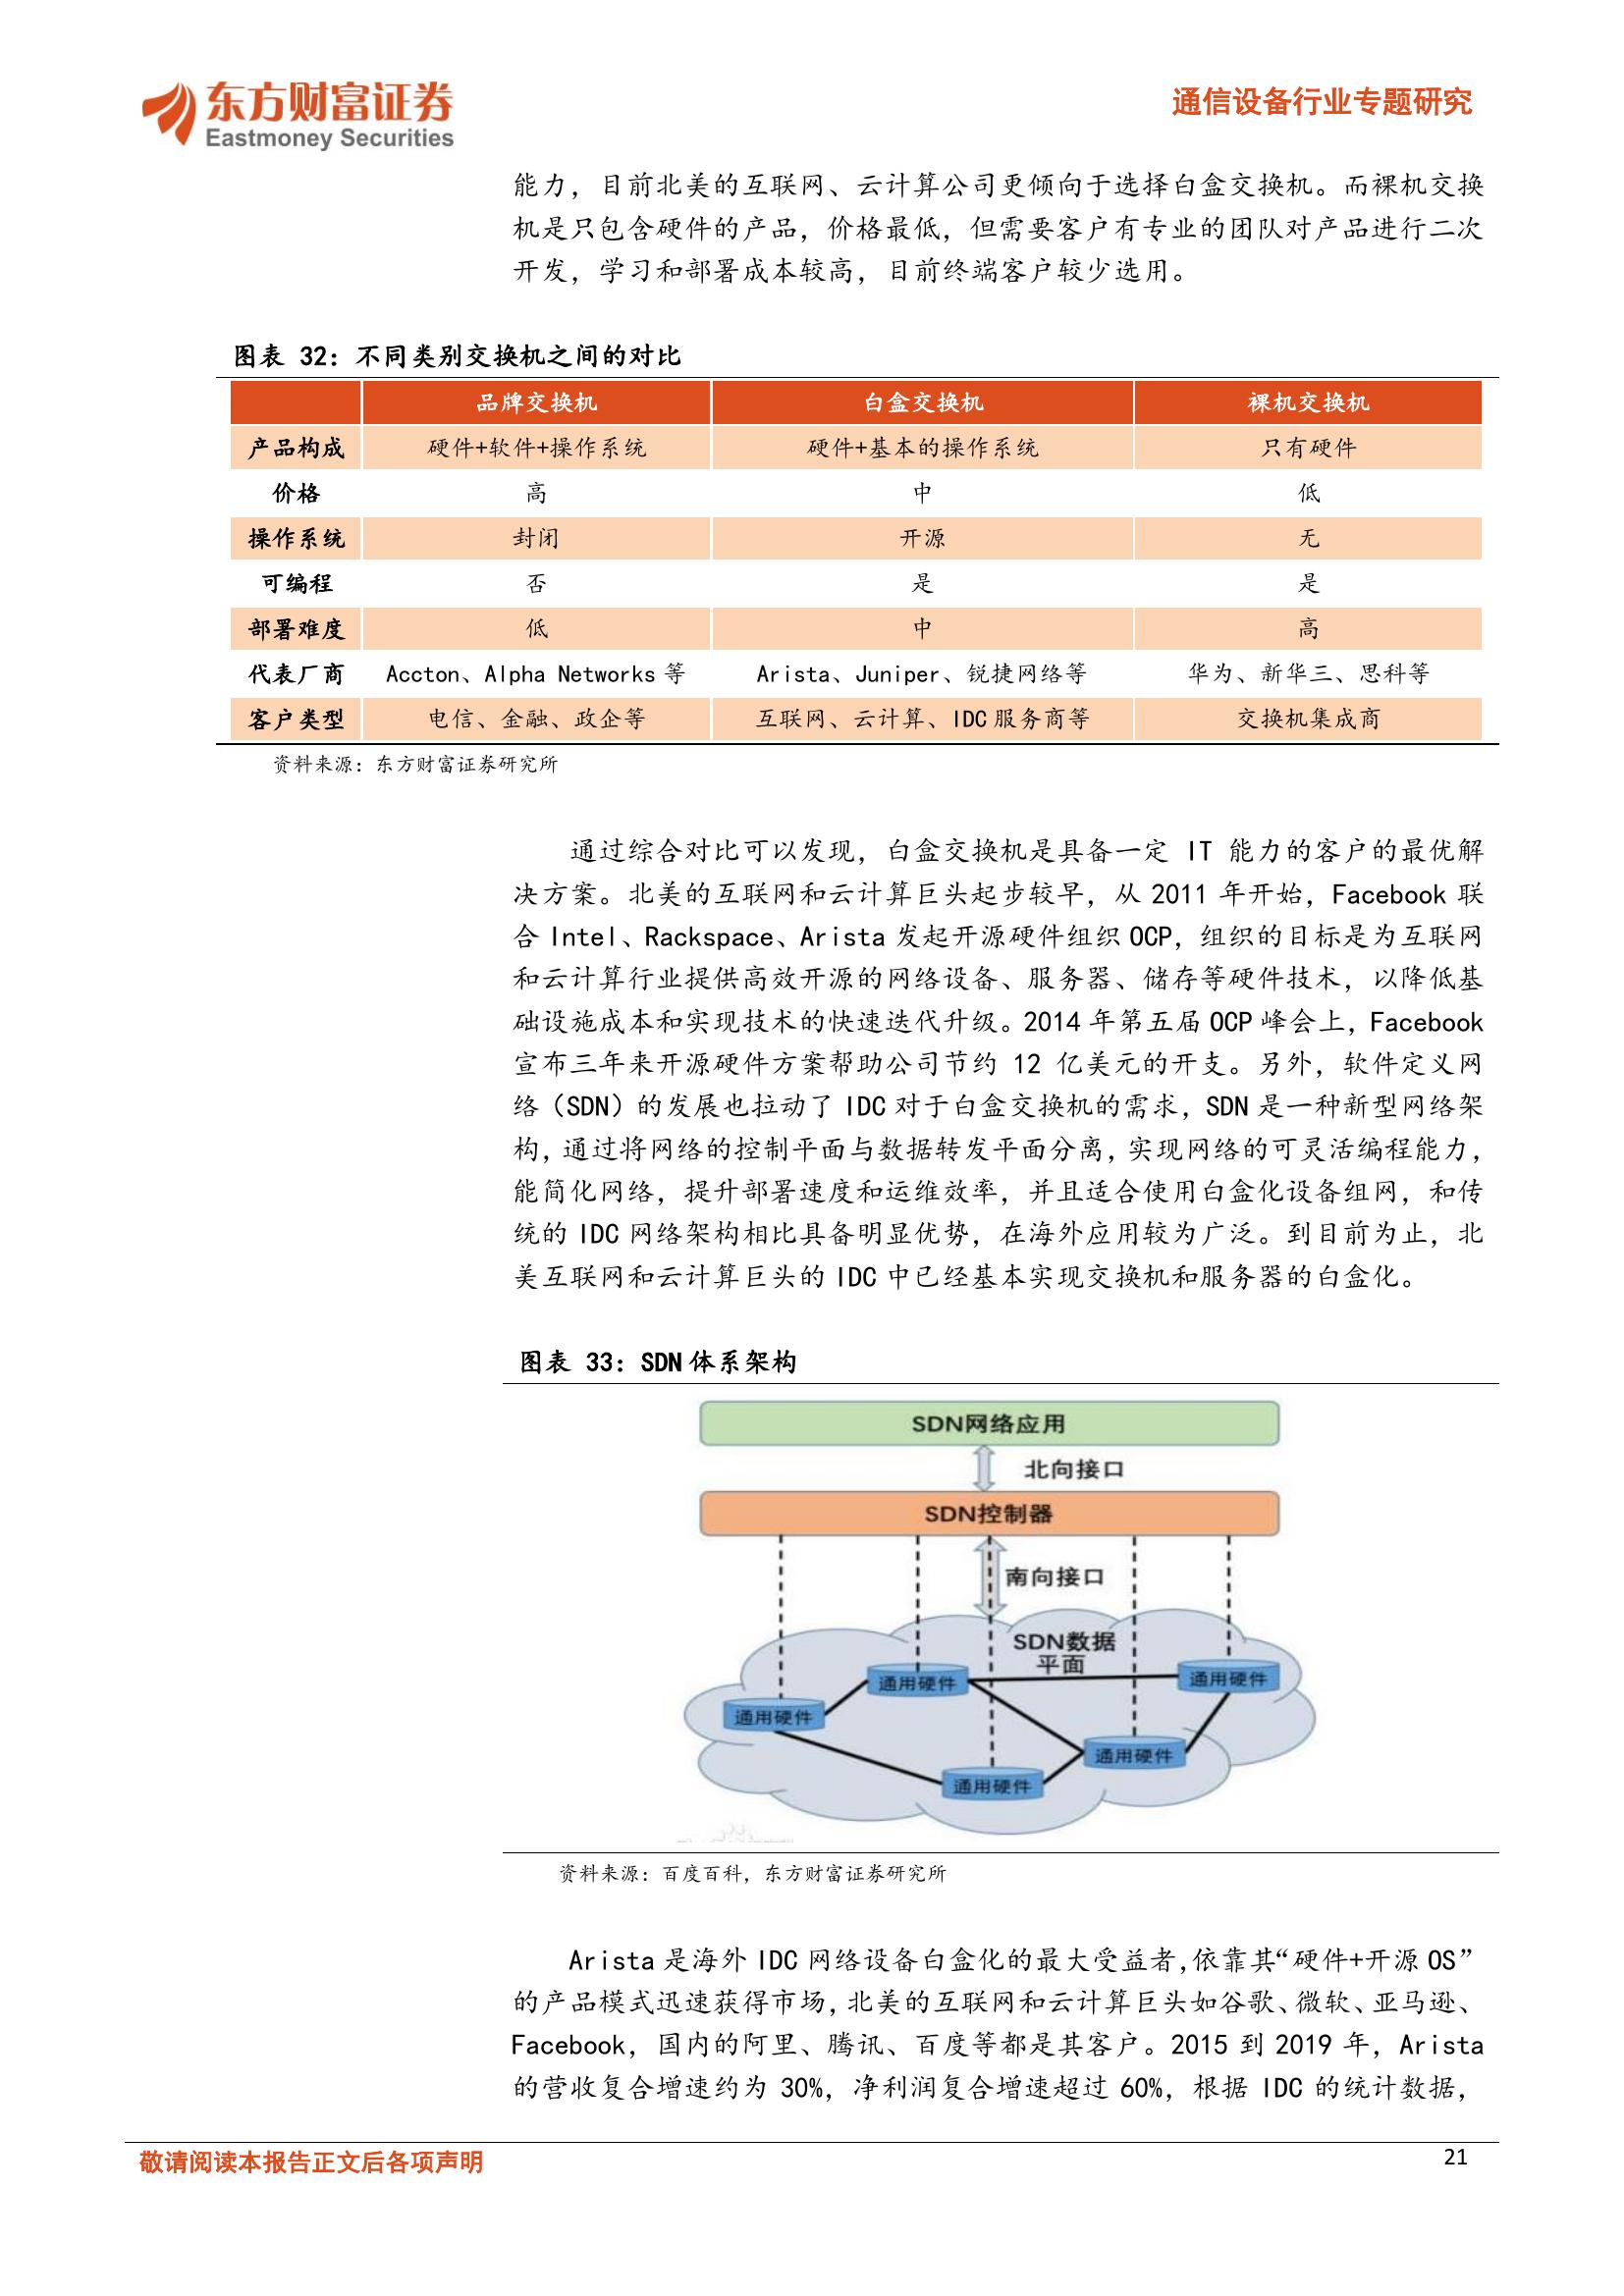 东方财富证券
Eastmoney Securities
通信设备行业专题研究
能力，目前北美的互联网、云计算公司更倾向于选择白盒交换机。而裸机交换
机是只包含硬件的产品，价格最低，但需要客户有专业的团队对产品进行二次
开发，学习和部署成本较高，目前终端客户较少选用。
图表 32：不同类别交换机之间的对比
品牌交换机 白盒交换机 裸机交换机
产品构成 硬件+软件+操作系统 硬件+基本的操作系统 只有硬件
价格 高 中 低
操作系统 封闭 开源 无
可编程 否 是 是
部署难度 低 中 高
代表厂商 Accton、Alpha Networks 等 Arista、Juniper、锐捷网络等 华为、新华三、思科等
客户类型 电信、金融、政企等 互联网、云计算、IDC 服务商等 交换机集成商
资料来源：东方财富证券研究所
通过综合对比可以发现，白盒交换机是具备一定 IT 能力的客户的最优解
决方案。北美的互联网和云计算巨头起步较早，从 2011 年开始，Facebook 联
合 Intel、Rackspace、Arista 发起开源硬件组织 OCP，组织的目标是为互联网
和云计算行业提供高效开源的网络设备、服务器、储存等硬件技术，以降低基
础设施成本和实现技术的快速迭代升级。2014 年第五届 OCP 峰会上，Facebook
宣布三年来开源硬件方案帮助公司节约 12 亿美元的开支。另外，软件定义网
络（SDN）的发展也拉动了 IDC 对于白盒交换机的需求，SDN 是一种新型网络架
构，通过将网络的控制平面与数据转发平面分离，实现网络的可灵活编程能力，
能简化网络，提升部署速度和运维效率，并且适合使用白盒化设备组网，和传
统的 IDC 网络架构相比具备明显优势，在海外应用较为广泛。到目前为止，北
美互联网和云计算巨头的 IDC 中已经基本实现交换机和服务器的白盒化。
图表 33：SDN 体系架构
SDN网络应用
北向接口
SDN控制器
南向接口
SDN数据
平面
通用硬件
通用硬件
通用硬件
通用硬件
通用硬件
资料来源：百度百科，东方财富证券研究所
Arista 是海外 IDC 网络设备白盒化的最大受益者，依靠其“硬件+开源 OS”
的产品模式迅速获得市场，北美的互联网和云计算巨头如谷歌、微软、亚马逊、
Facebook，国内的阿里、腾讯、百度等都是其客户。2015 到 2019 年，Arista
的营收复合增速约为 30%，净利润复合增速超过 60%，根据 IDC 的统计数据，
敬请阅读本报告正文后各项声明
21